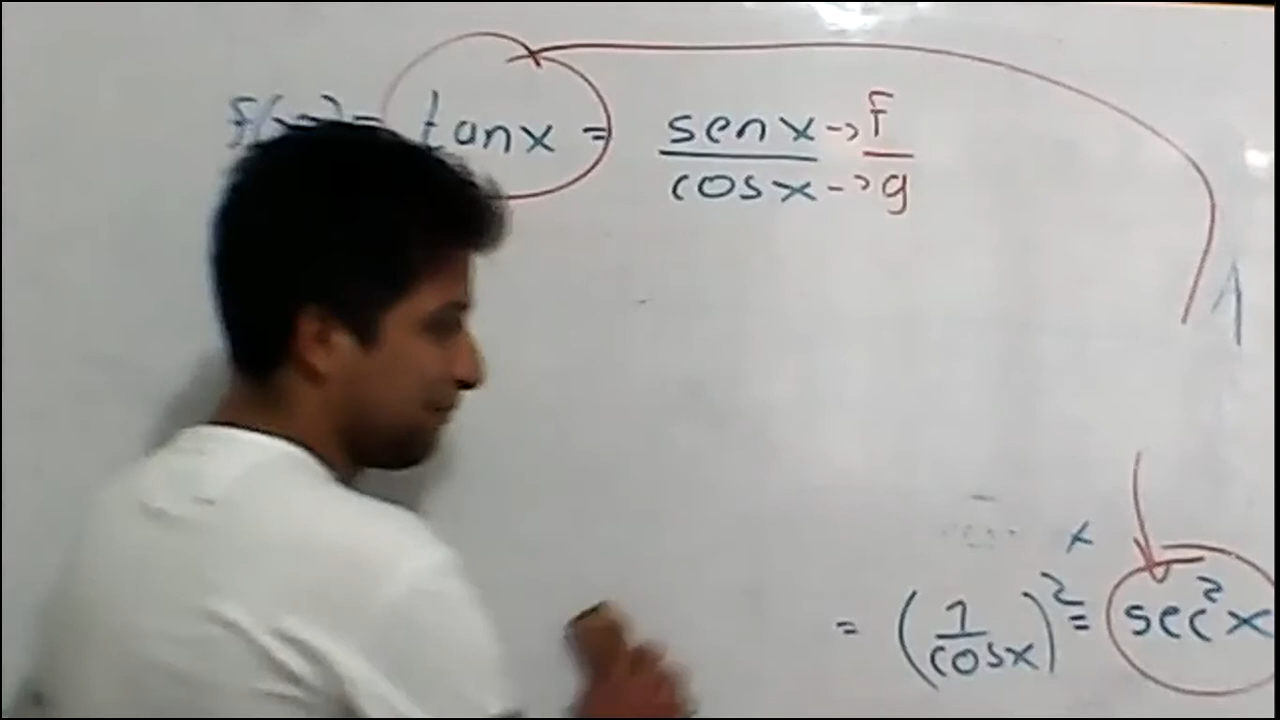 f(x) = tanx = senx/cosx -> f/g
1
x
= (1/cosx)² = sec²x